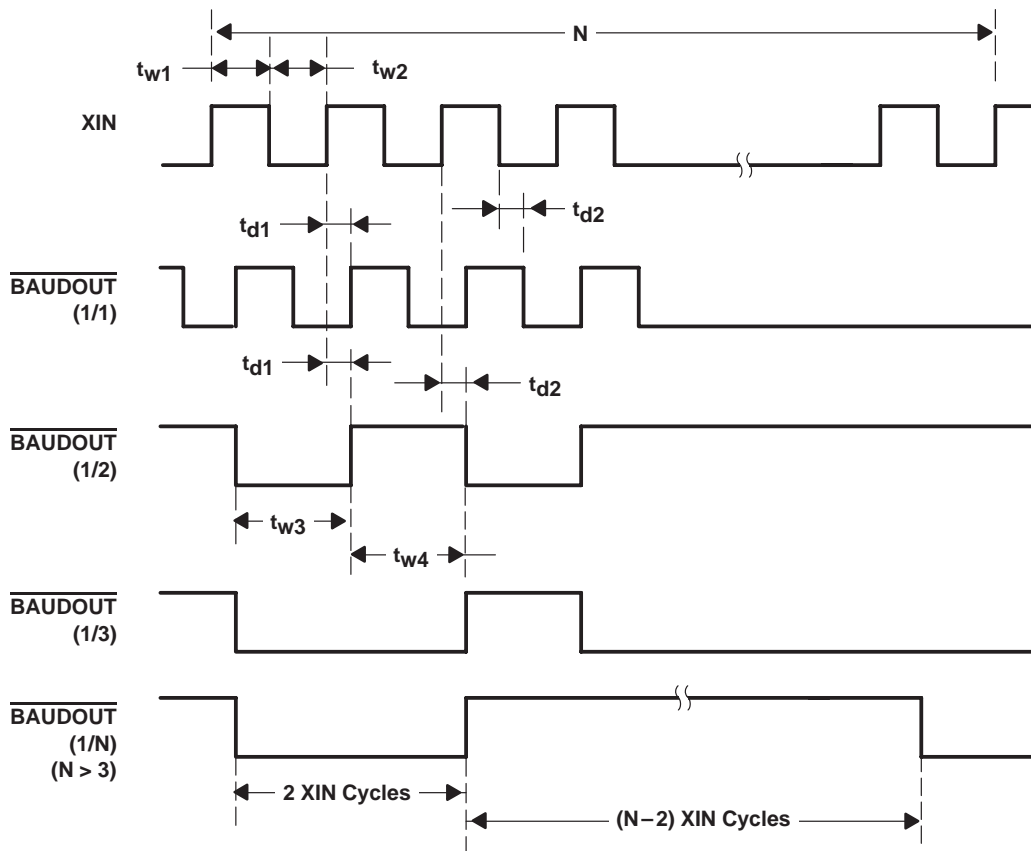 N
tw1
tw2
XIN
td1
td2
BAUDOUT
(1/1)
td1
td2
BAUDOUT
(1/2)
tw3
tw4
BAUDOUT
(1/3)
BAUDOUT
(1/N)
(N > 3)
2 XIN Cycles
(N−2) XIN Cycles